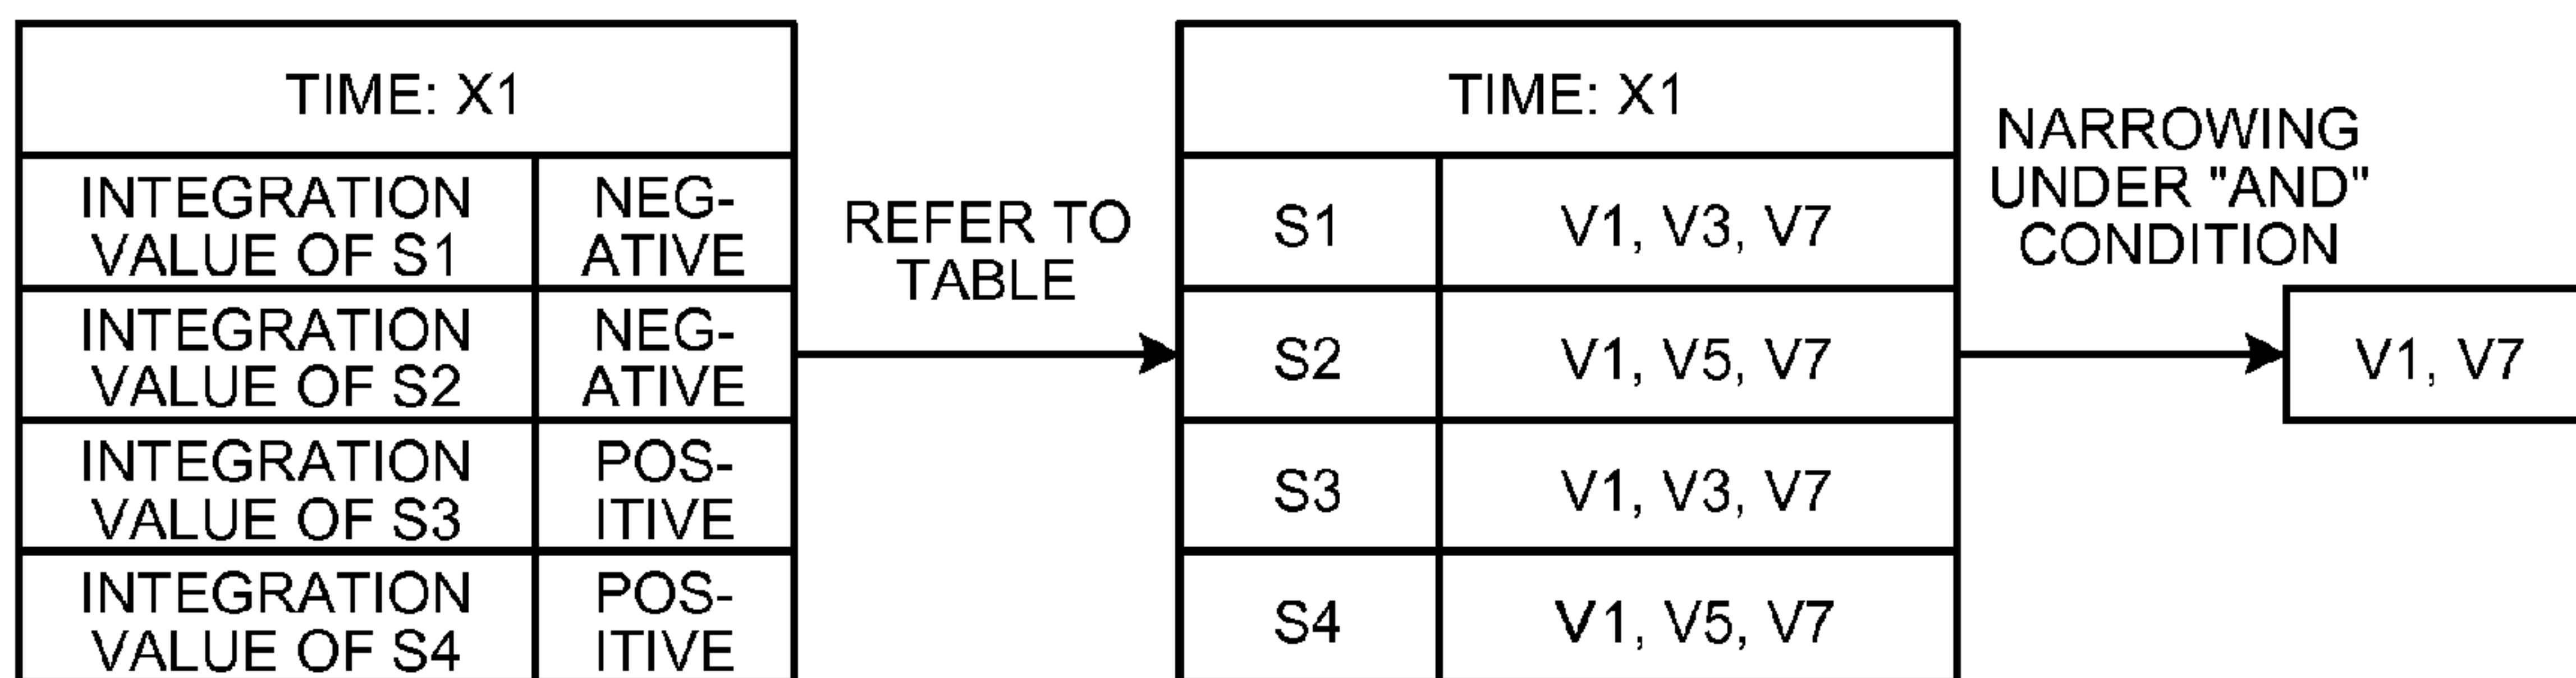 TIME: X1
INTEGRATION
VALUE OF S1
NEG-
ATIVE
INTEGRATION
VALUE OF S2
NEG-
ATIVE
INTEGRATION
VALUE OF S3
POS-
ITIVE
INTEGRATION
VALUE OF S4
POS-
ITIVE
REFER TO
TABLE
TIME: X1
S1
V1, V3, V7
S2
V1, V5, V7
S3
V1, V3, V7
S4
V1, V5, V7
NARROWING
UNDER "AND"
CONDITION
V1, V7